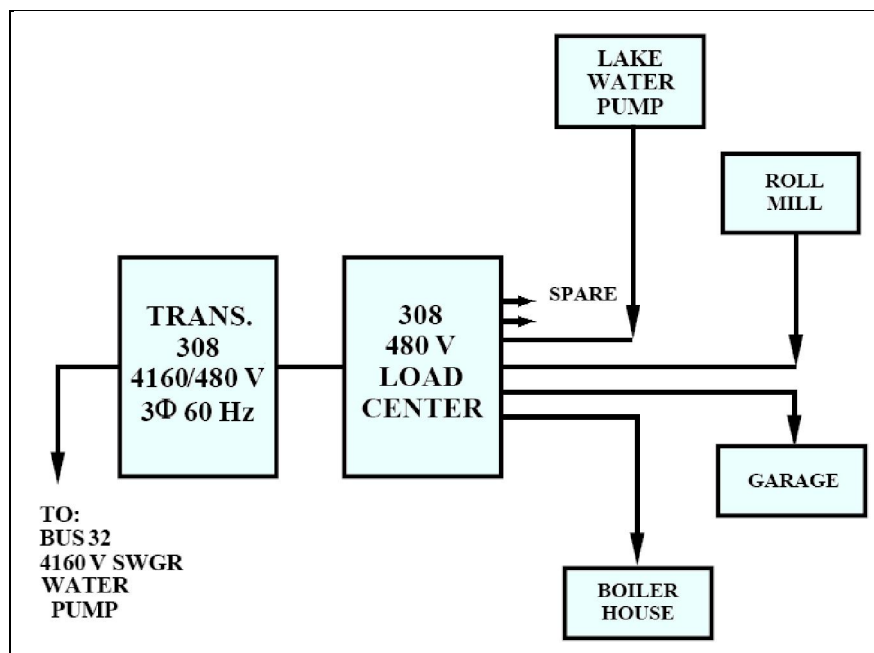 LAKE
WATER
PUMP
ROLL
MILL
TRANS.
308
4160/480 V
3Φ 60 Hz
308
480 V
LOAD
CENTER
SPARE
GARAGE
TO:
BUS 32
4160 V SWGR
WATER
PUMP
BOILER
HOUSE